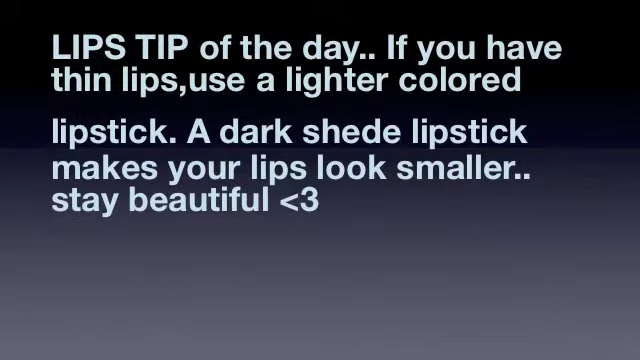 LIPS TIP of the day.. If you have
thin lips,use a lighter colored
lipstick. A dark shede lipstick
makes your lips look smaller..
stay beautiful <3